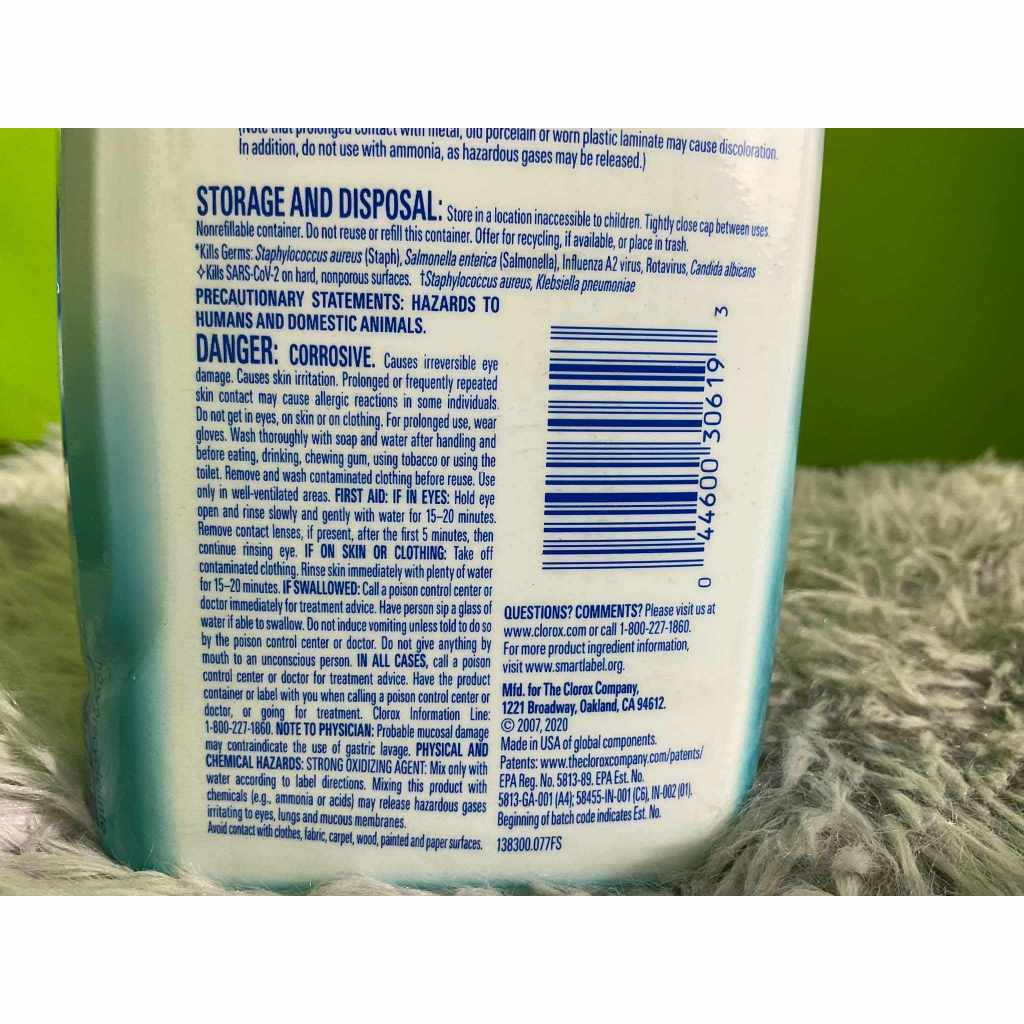 (Note that prolonged contact with metal, old porcelain or worn plastic laminate may cause discoloration.
In addition, do not use with ammonia, as hazardous gases may be released.)
STORAGE AND DISPOSAL: Store in a location inaccessible to children. Tightly close cap between uses.
Nonrefillable container. Do not reuse or refill this container. Offer for recycling, if available, or place in trash.
*Kills Germs: Staphylococcus aureus (Staph), Salmonella enterica (Salmonella), Influenza A2 virus, Rotavirus, Candida albicans
✧Kills SARS-CoV-2 on hard, nonporous surfaces. †Staphylococcus aureus, Klebsiella pneumoniae
PRECAUTIONARY STATEMENTS: HAZARDS TO
HUMANS AND DOMESTIC ANIMALS.
DANGER: CORROSIVE. Causes irreversible eye
damage. Causes skin irritation. Prolonged or frequently repeated
skin contact may cause allergic reactions in some individuals.
Do not get in eyes, on skin or on clothing. For prolonged use, wear
gloves. Wash thoroughly with soap and water after handling and
before eating, drinking, chewing gum, using tobacco or using the
toilet. Remove and wash contaminated clothing before reuse. Use
only in well-ventilated areas. FIRST AID: IF IN EYES: Hold eye
open and rinse slowly and gently with water for 15–20 minutes.
Remove contact lenses, if present, after the first 5 minutes, then
continue rinsing eye. IF ON SKIN OR CLOTHING: Take off
contaminated clothing. Rinse skin immediately with plenty of water
for 15–20 minutes. IF SWALLOWED: Call a poison control center or
doctor immediately for treatment advice. Have person sip a glass of
water if able to swallow. Do not induce vomiting unless told to do so
by the poison control center or doctor. Do not give anything by
mouth to an unconscious person. IN ALL CASES, call a poison
control center or doctor for treatment advice. Have the product
container or label with you when calling a poison control center or
doctor, or going for treatment. Clorox Information Line:
1-800-227-1860. NOTE TO PHYSICIAN: Probable mucosal damage
may contraindicate the use of gastric lavage. PHYSICAL AND
CHEMICAL HAZARDS: STRONG OXIDIZING AGENT: Mix only with
water according to label directions. Mixing this product with
chemicals (e.g., ammonia or acids) may release hazardous gases
irritating to eyes, lungs and mucous membranes.
Avoid contact with clothes, fabric, carpet, wood, painted and paper surfaces.
0 44600 30619 3
QUESTIONS? COMMENTS? Please visit us at
www.clorox.com or call 1-800-227-1860.
For more product ingredient information,
visit www.smartlabel.org.
Mfd. for The Clorox Company,
1221 Broadway, Oakland, CA 94612.
© 2007, 2020
Made in USA of global components.
Patents: www.thecloroxcompany.com/patents/
EPA Reg. No. 5813-89. EPA Est. No.
5813-GA-001 (A4); 58455-IN-001 (C6), IN-002 (01).
Beginning of batch code indicates Est. No.
138300.077FS